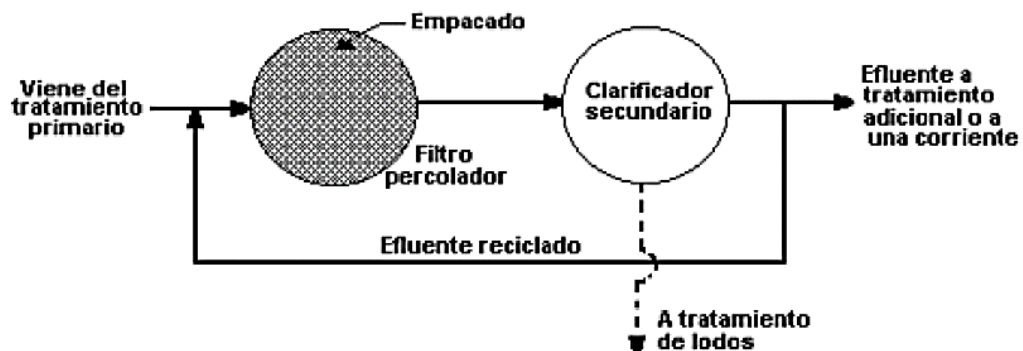 Empacado
Viene del
tratamiento
primario
Filtro
percolador
Clarificador
secundario
Efluente a
tratamiento
adicional o a
una corriente
Efluente reciclado
A tratamiento
de lodos